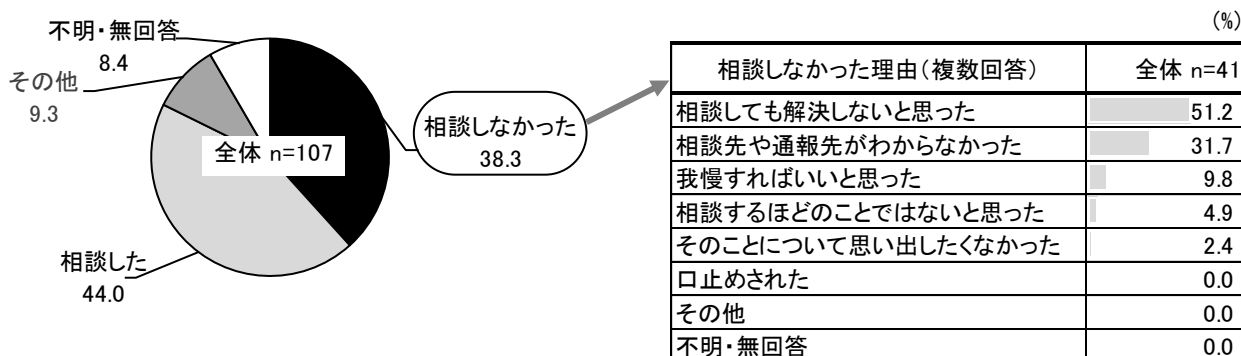 (%)
不明・無回答
8.4
その他
9.3
全体 n=107
相談しなかった
38.3
相談した
44.0
相談しなかった理由(複数回答) 全体 n=41
相談しても解決しないと思った 51.2
相談先や通報先がわからなかった 31.7
我慢すればいいと思った 9.8
相談するほどのことではないと思った 4.9
そのことについて思い出したくなかった 2.4
口止めされた 0.0
その他 0.0
不明・無回答 0.0